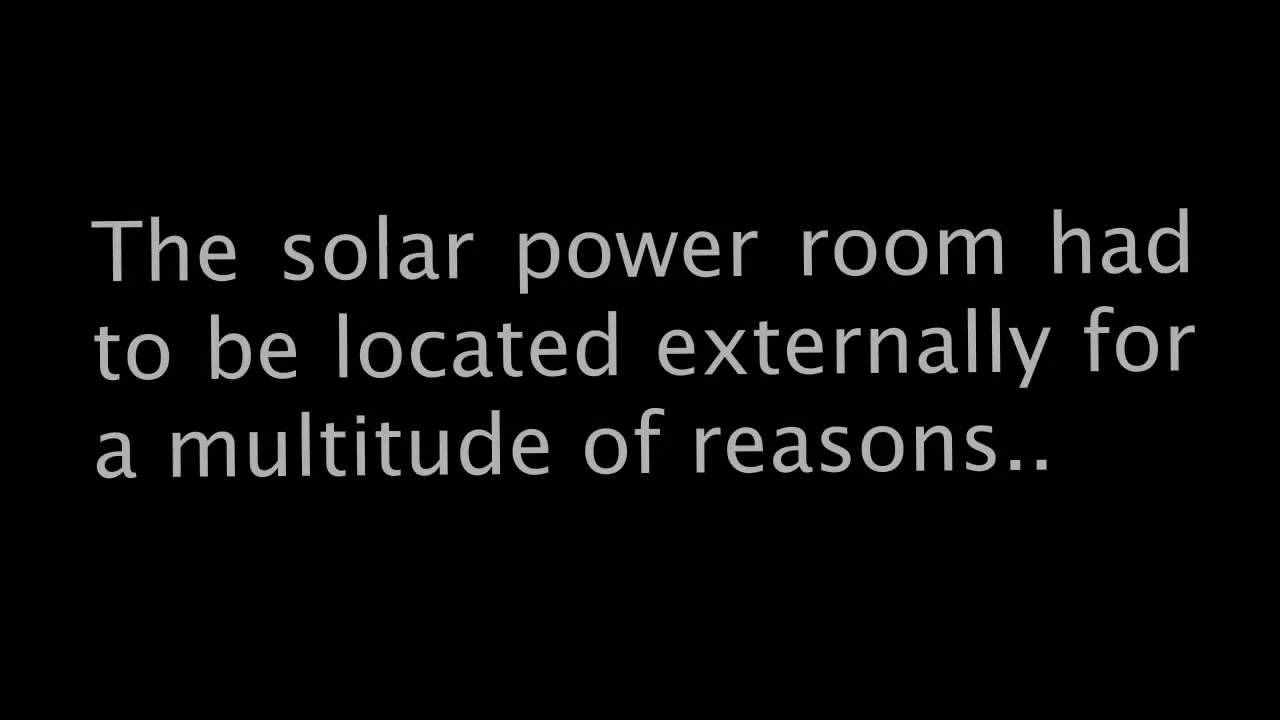 The solar power room had
to be located externally for
a multitude of reasons..